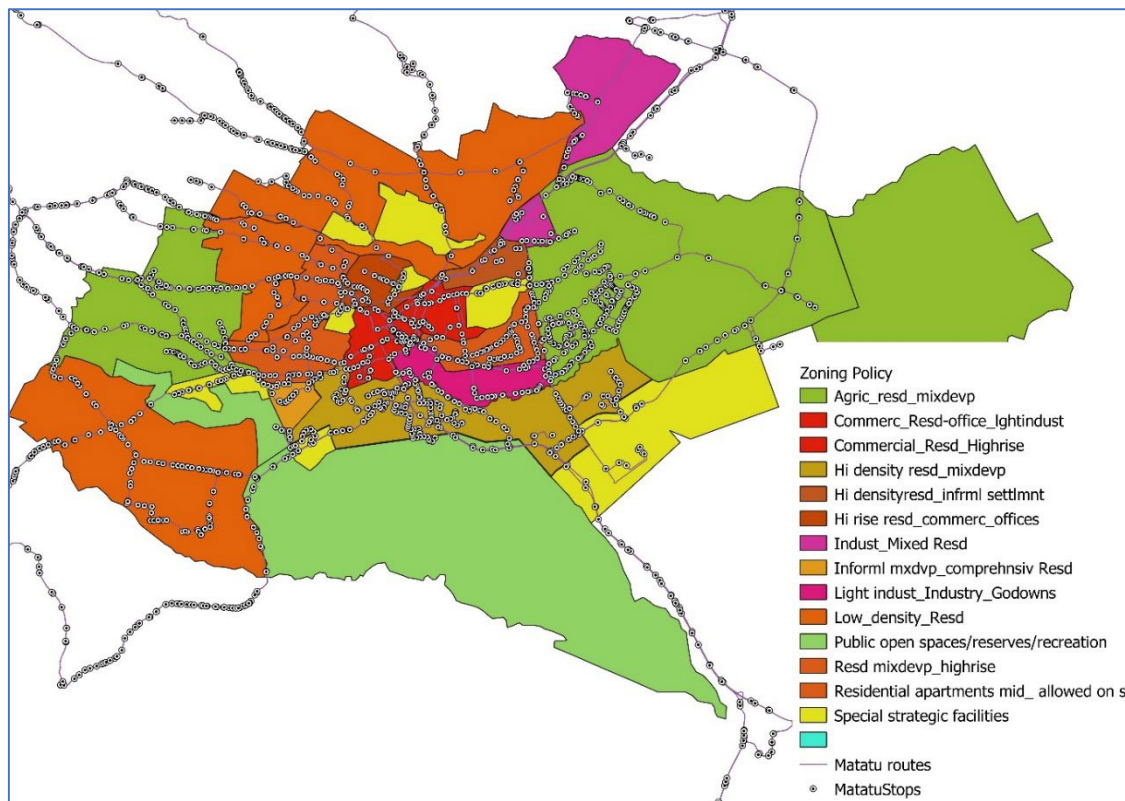 Zoning Policy
Agric_resd_mixdevp
Commerc_Resd-office_lghtindust
Commercial_Resd_Highrise
Hi density resd_mixdevp
Hi densityresd_infrml settlmnt
Hi rise resd_commerc_offices
Indust_Mixed Resd
Informl mxdvp_comprehnsiv Resd
Light indust_Industry_Godowns
Low_density_Resd
Public open spaces/reserves/recreation
Resd mixdevp_highrise
Residential apartments mid_ allowed on s
Special strategic facilities
Matatu routes
MatatuStops